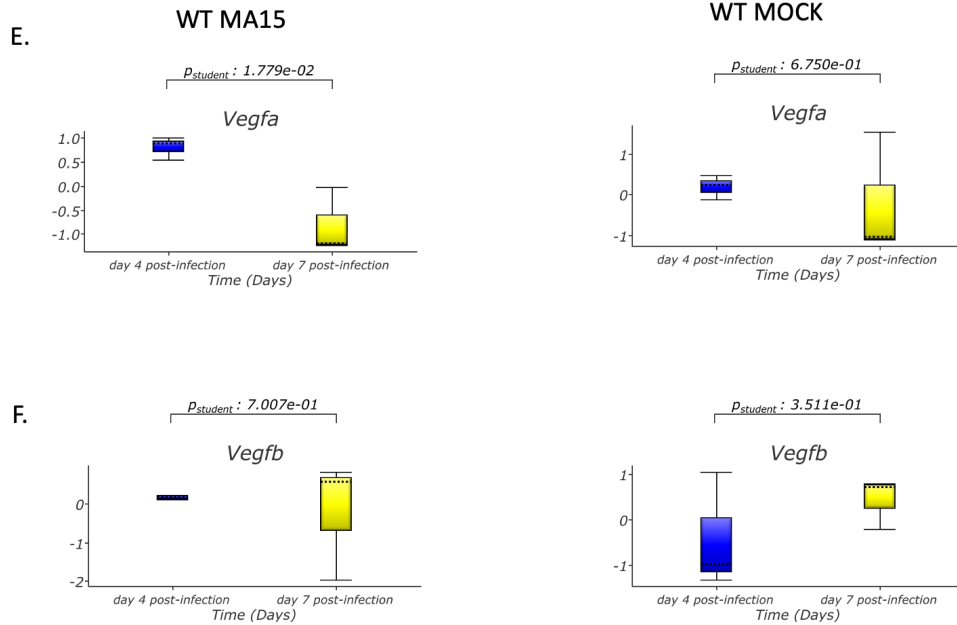 WT MA15
WT MOCK
E.
p_student : 1.779e-02
Vegfa
1.0
0.5
0.0
-0.5
-1.0
day 4 post-infection
day 7 post-infection
Time (Days)
p_student : 6.750e-01
Vegfa
1
0
-1
day 4 post-infection
day 7 post-infection
Time (Days)
F.
p_student : 7.007e-01
Vegfb
0
-1
-2
day 4 post-infection
day 7 post-infection
Time (Days)
p_student : 3.511e-01
Vegfb
1
0
-1
day 4 post-infection
day 7 post-infection
Time (Days)